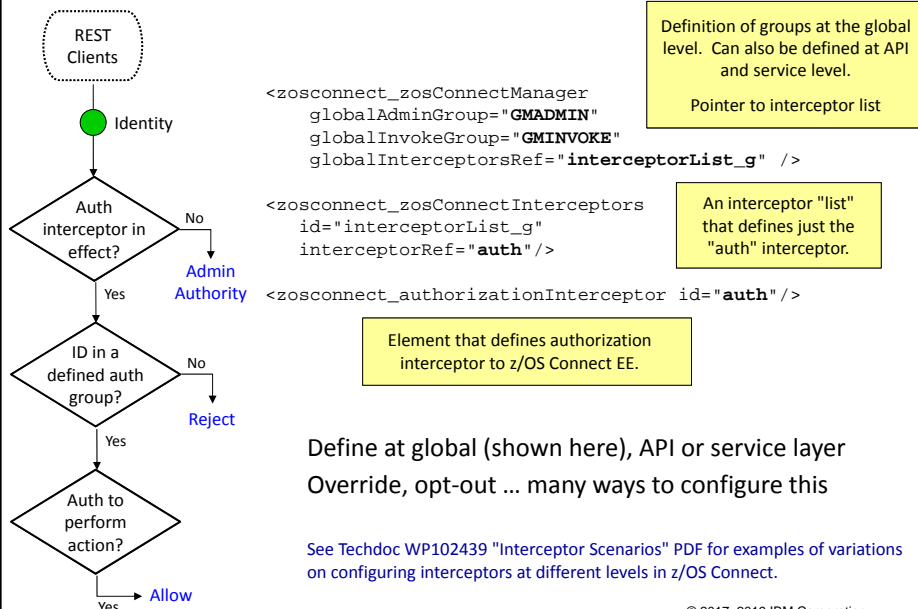 REST
Clients
Identity
Auth
interceptor in
effect?
No
Admin
Authority
Yes
ID in a
defined auth
group?
No
Reject
Yes
Auth to
perform
action?
Allow
Yes
Definition of groups at the global
level.  Can also be defined at API
and service level.
Pointer to interceptor list
<zosconnect_zosConnectManager
globalAdminGroup="GMADMIN"
globalInvokeGroup="GMINVOKE"
globalInterceptorsRef="interceptorList_g" />
<zosconnect_zosConnectInterceptors
id="interceptorList_g"
interceptorRef="auth"/>
An interceptor "list"
that defines just the
"auth" interceptor.
<zosconnect_authorizationInterceptor id="auth"/>
Element that defines authorization
interceptor to z/OS Connect EE.
Define at global (shown here), API or service layer
Override, opt-out … many ways to configure this
See Techdoc WP102439 "Interceptor Scenarios" PDF for examples of variations
on configuring interceptors at different levels in z/OS Connect.